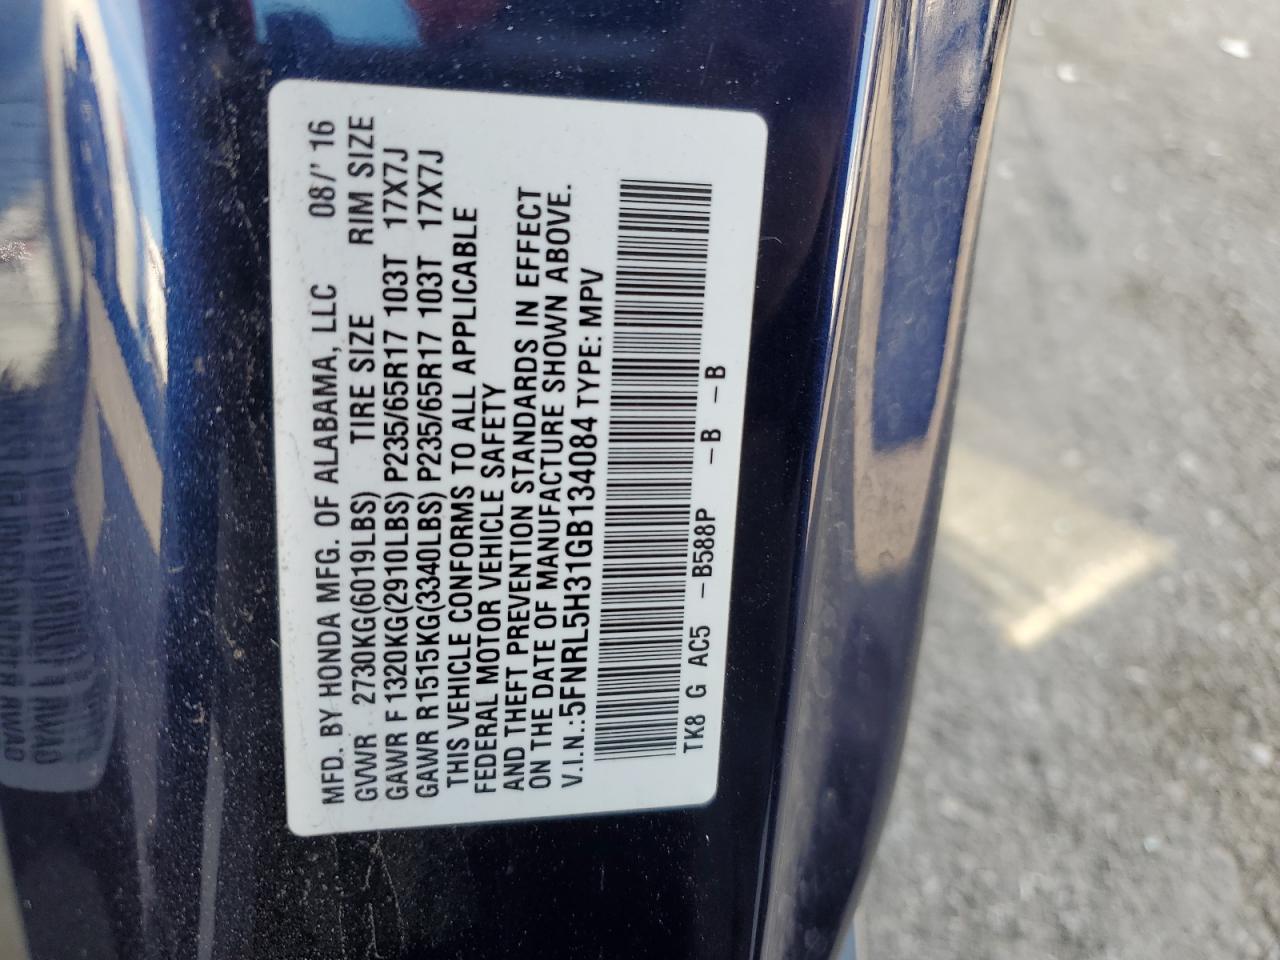 MFD. BY HONDA MFG. OF ALABAMA, LLC 08/'16
GVWR 2730KG(6019LBS) TIRE SIZE RIM SIZE
GAWR F 1320KG(2910LBS) P235/65R17 103T 17X7J
GAWR R1515KG(3340LBS) P235/65R17 103T 17X7J
THIS VEHICLE CONFORMS TO ALL APPLICABLE
FEDERAL MOTOR VEHICLE SAFETY
AND THEFT PREVENTION STANDARDS IN EFFECT
ON THE DATE OF MANUFACTURE SHOWN ABOVE.
V.I.N.:5FNRL5H31GB134084 TYPE: MPV
TK8 G AC5 -B588P -B -B